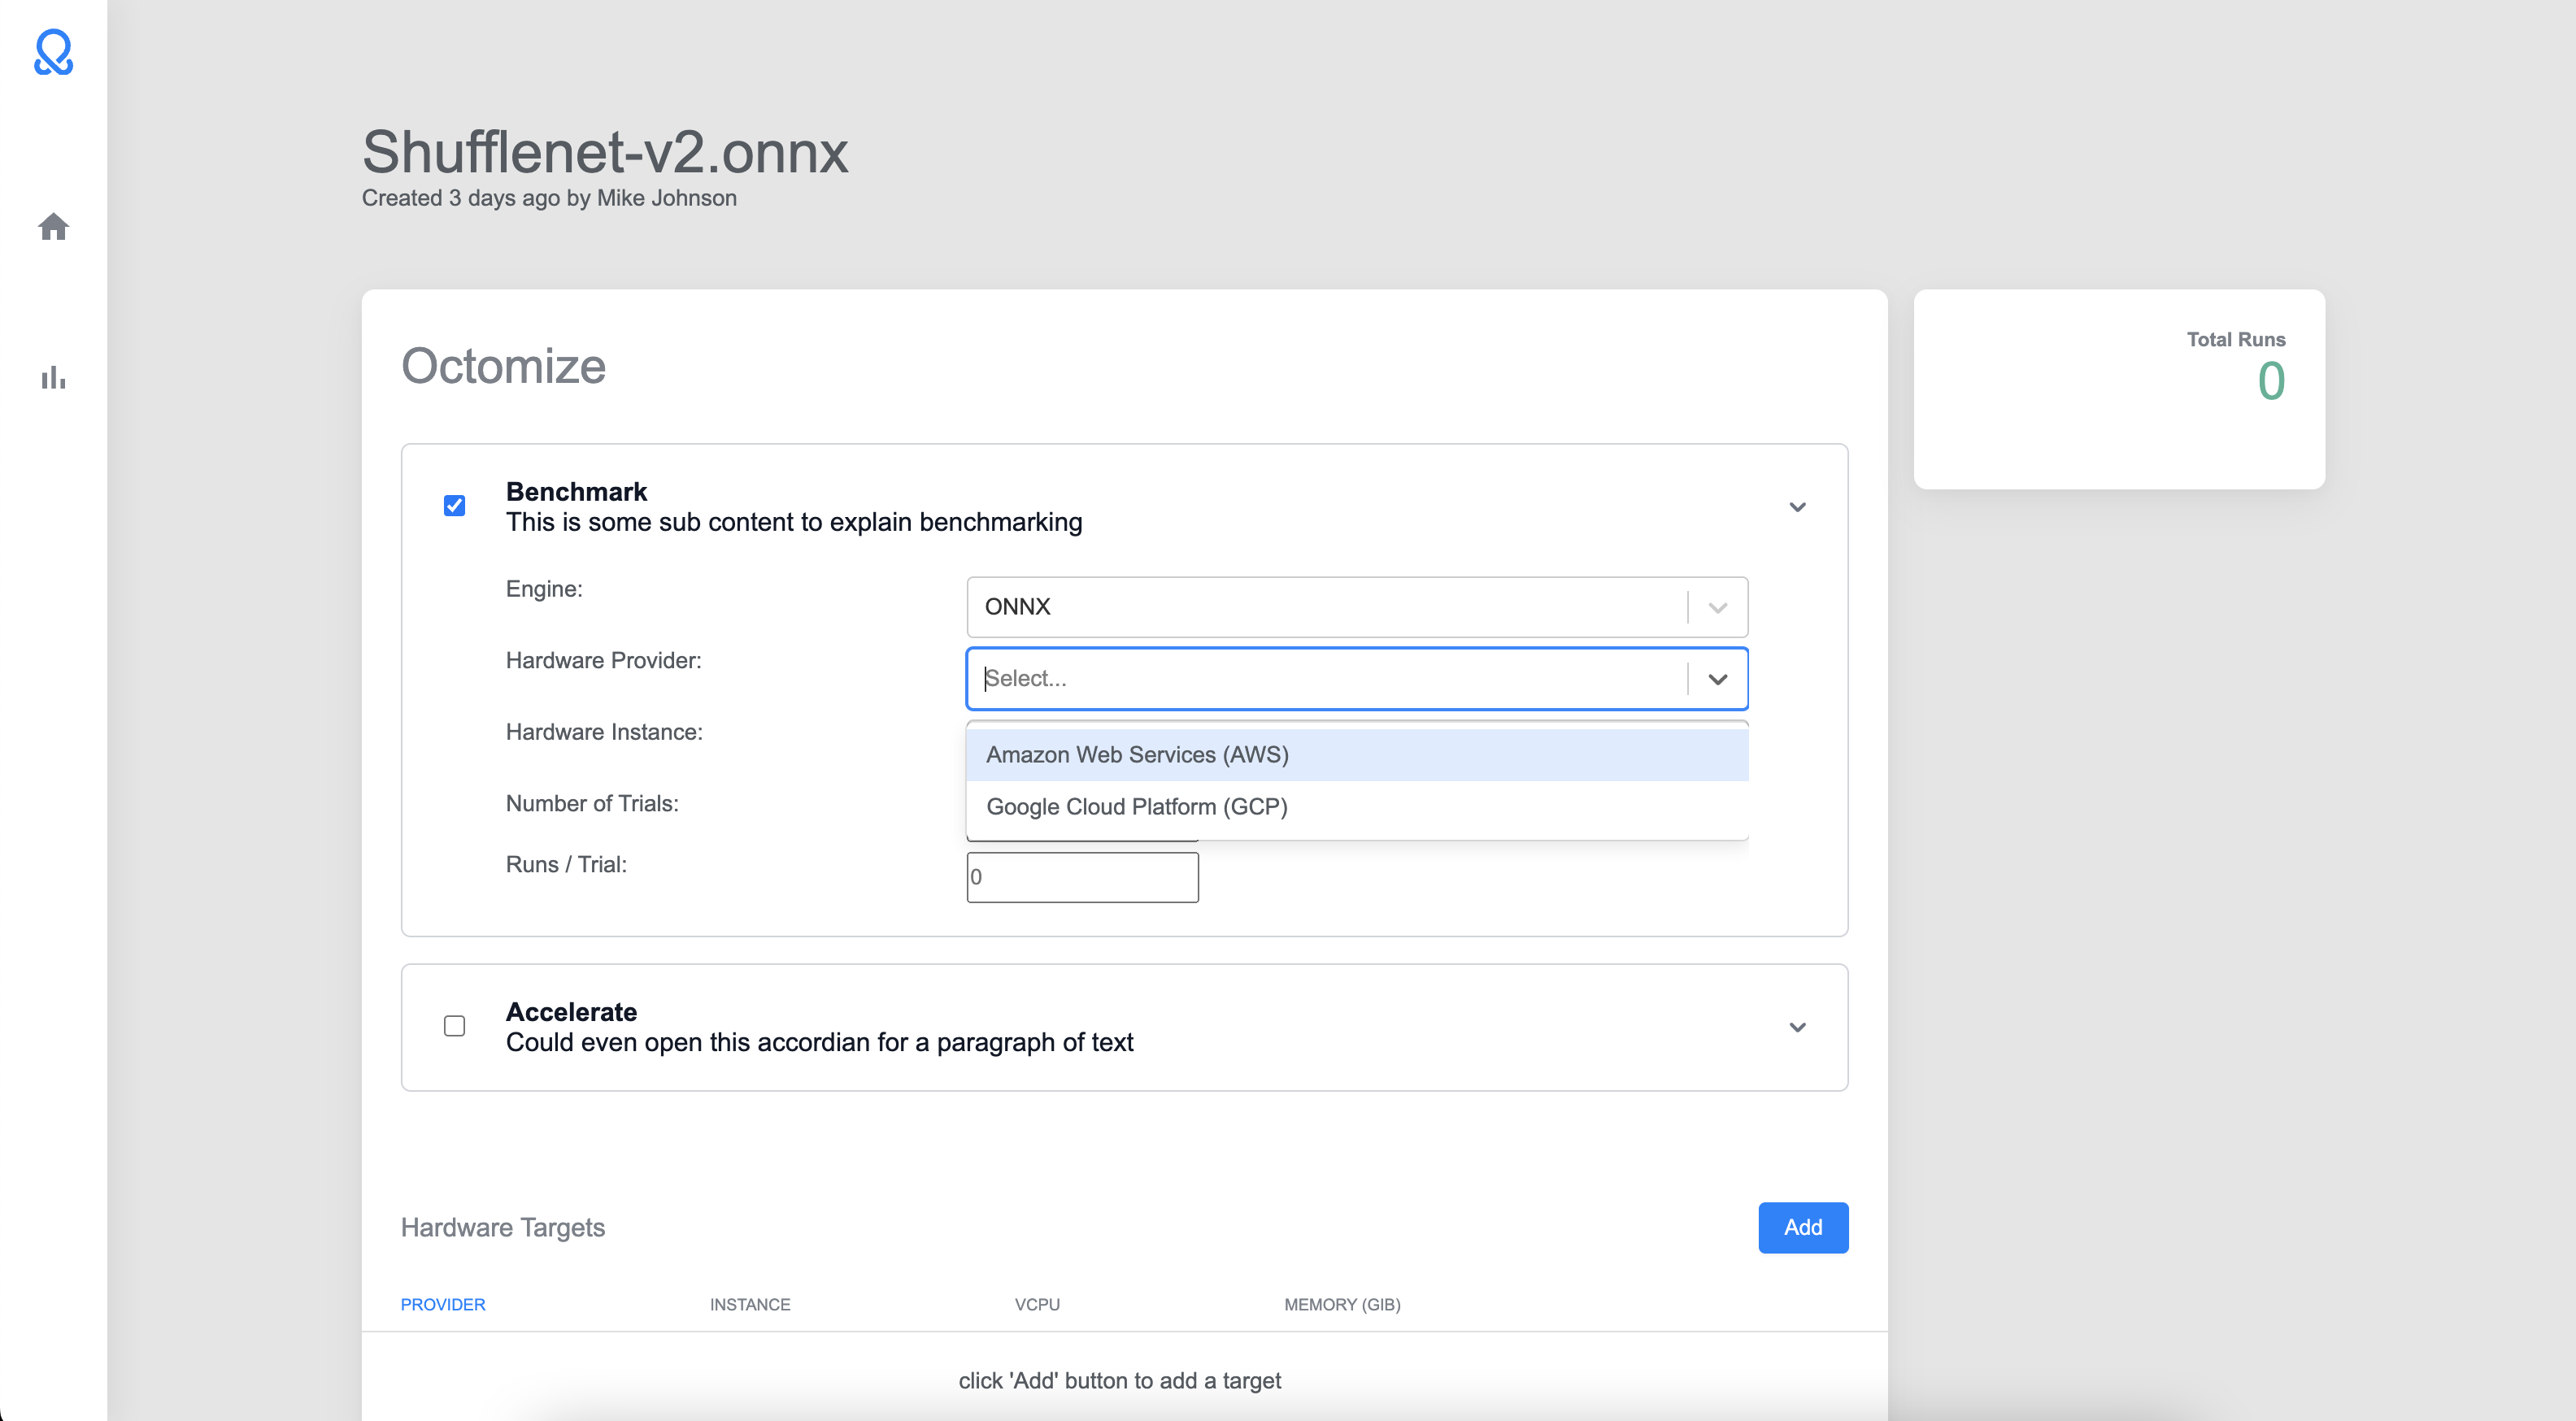 Shufflenet-v2.onnx
Created 3 days ago by Mike Johnson
Octomize
Total Runs
0
Benchmark
This is some sub content to explain benchmarking
Engine:
ONNX
Hardware Provider:
Select...
Hardware Instance:
Amazon Web Services (AWS)
Number of Trials:
Google Cloud Platform (GCP)
Runs / Trial:
0
Accelerate
Could even open this accordian for a paragraph of text
Hardware Targets
Add
PROVIDER INSTANCE VCPU MEMORY (GIB)
click 'Add' button to add a target